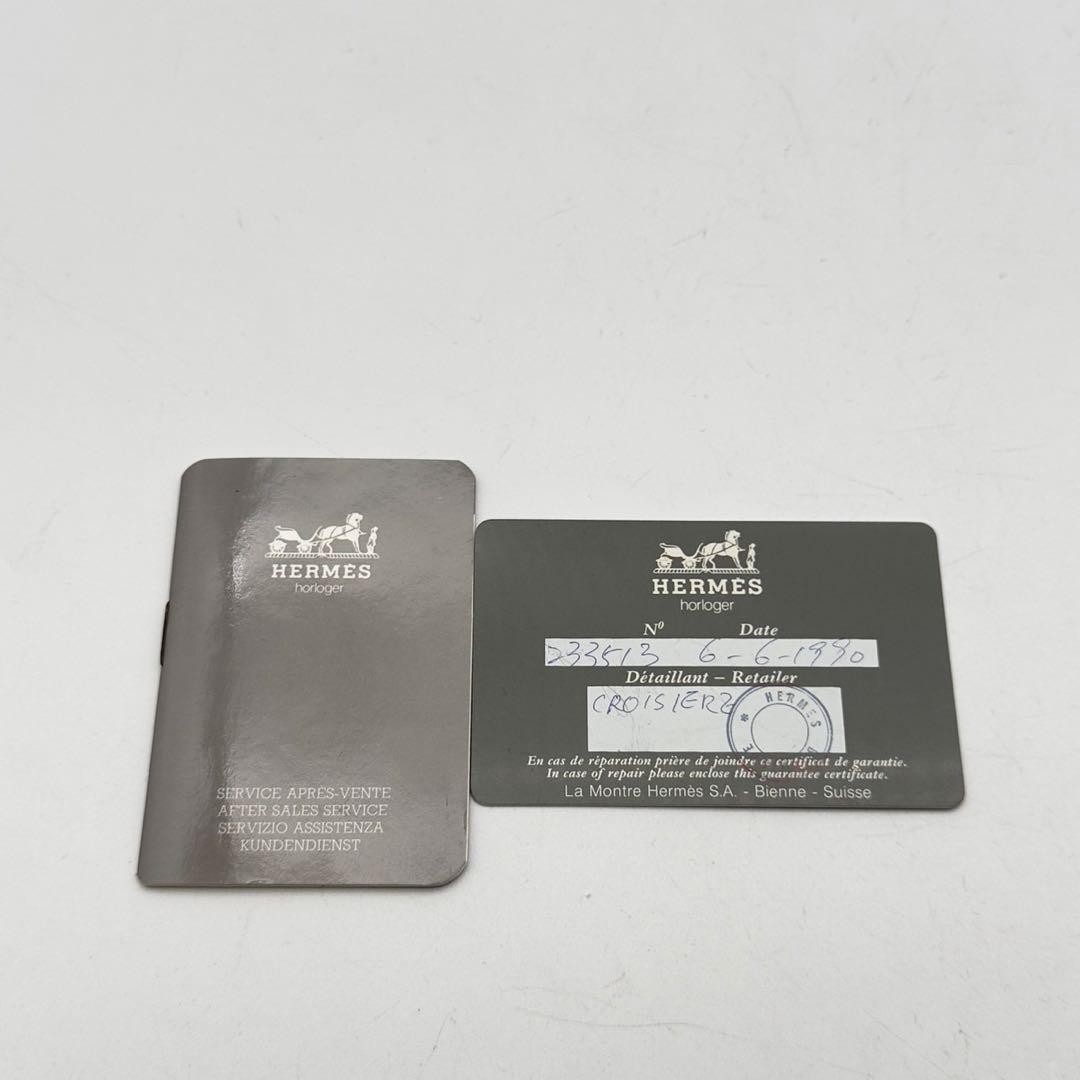 HERMÈS
horloger
SERVICE APRÈS-VENTE
AFTER SALES SERVICE
SERVIZIO ASSISTENZA
KUNDENDIENST
HERMÈS
horloger
Nº Date
233513 6-6-1990
Détaillant – Retailer
CROISIERE
HERMES
En cas de réparation prière de joindre ce certificat de garantie.
In case of repair please enclose this guarantee certificate.
La Montre Hermès S.A. - Bienne - Suisse